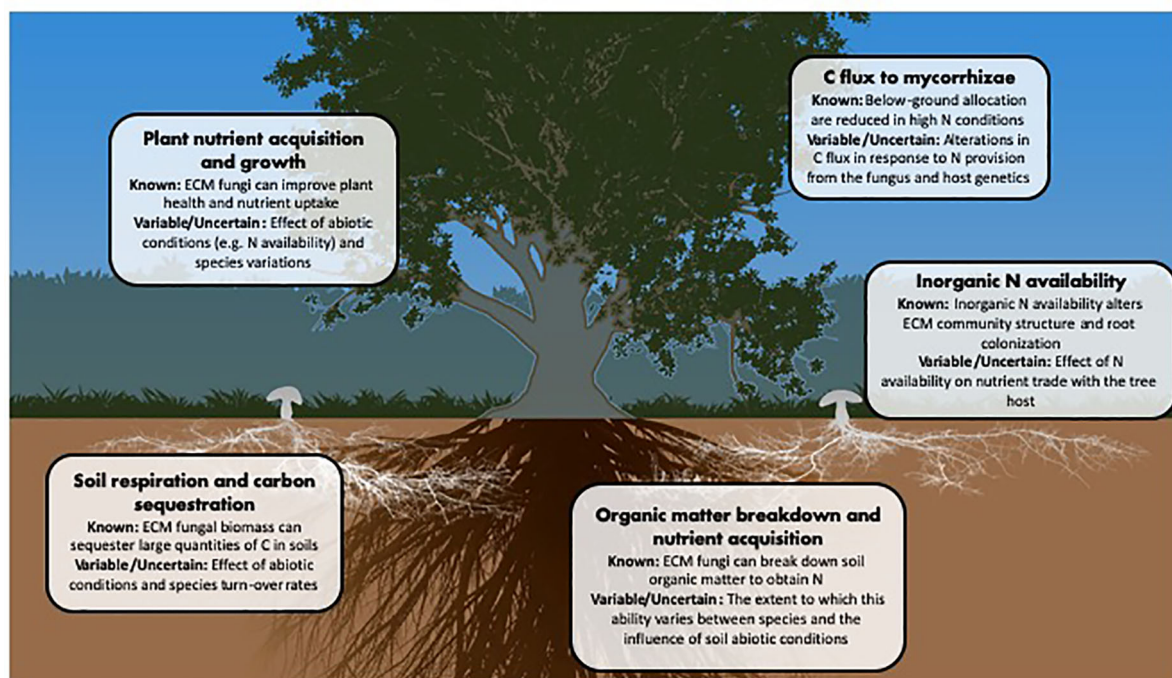 Plant nutrient acquisition
and growth
Known: ECM fungi can improve plant
health and nutrient uptake
Variable/Uncertain: Effect of abiotic
conditions (e.g. N availability) and
species variations
C flux to mycorrhizae
Known: Below-ground allocation
are reduced in high N conditions
Variable/Uncertain: Alterations in
C flux in response to N provision
from the fungus and host genetics
Inorganic N availability
Known: Inorganic N availability alters
ECM community structure and root
colonization
Variable/Uncertain: Effect of N
availability on nutrient trade with the tree
host
Soil respiration and carbon
sequestration
Known: ECM fungal biomass can
sequester large quantities of C in soils
Variable/Uncertain: Effect of abiotic
conditions and species turn-over rates
Organic matter breakdown and
nutrient acquisition
Known: ECM fungi can break down soil
organic matter to obtain N
Variable/Uncertain: The extent to which this
ability varies between species and the
influence of soil abiotic conditions